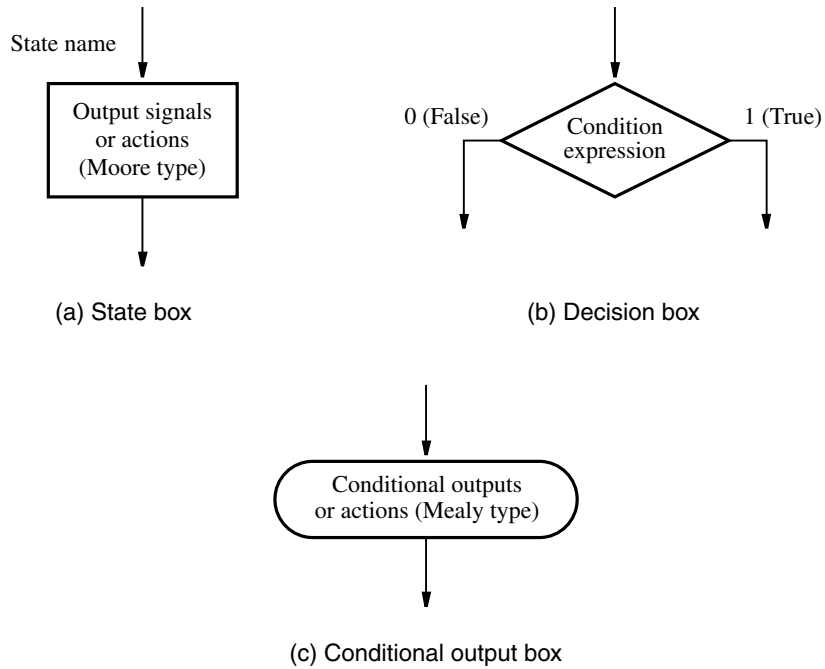 State name
Output signals
or actions
(Moore type)
(a) State box
0 (False)
1 (True)
Condition
expression
(b) Decision box
Conditional outputs
or actions (Mealy type)
(c) Conditional output box